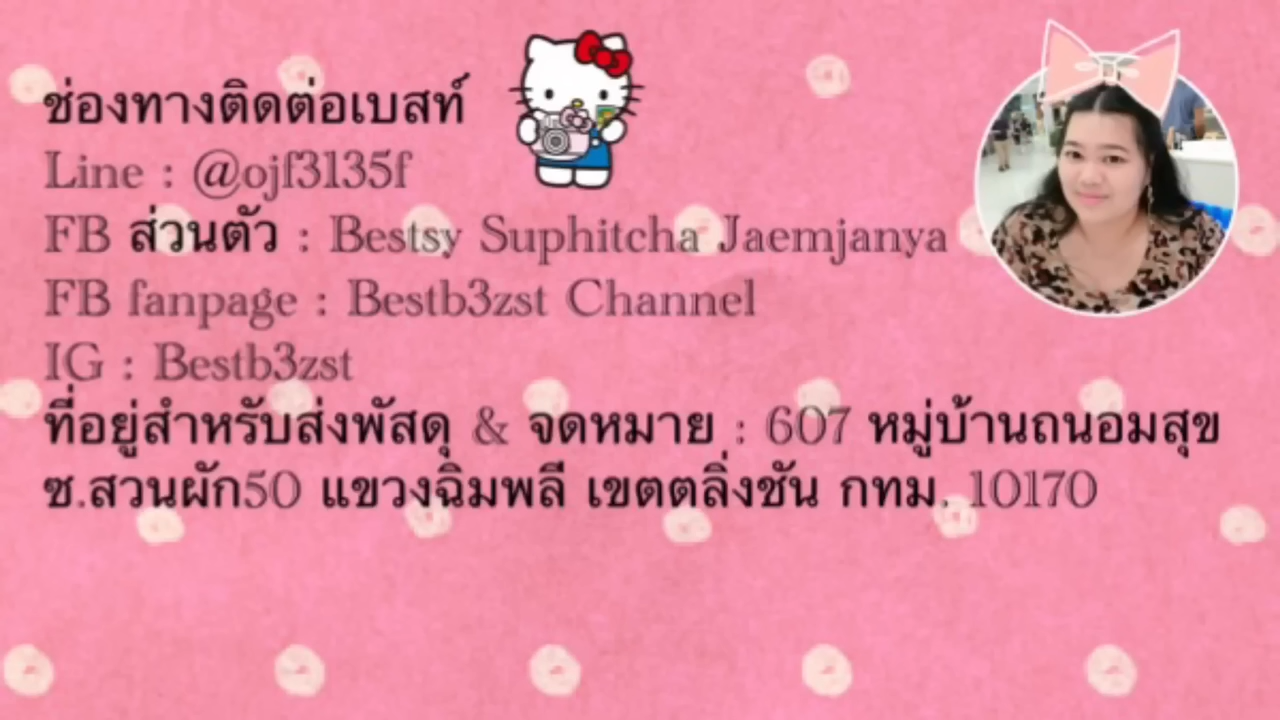 ช่องทางติดต่อเบสท์
Line : @ojf3135f
FB ส่วนตัว : Bestsy Suphitcha Jaemjanya
FB fanpage : Bestb3zst Channel
IG : Bestb3zst
ที่อยู่สำหรับส่งพัสดุ & จดหมาย : 607 หมู่บ้านถนอมสุข
ซ.สวนผัก50 แขวงฉิมพลี เขตตลิ่งชัน กทม. 10170